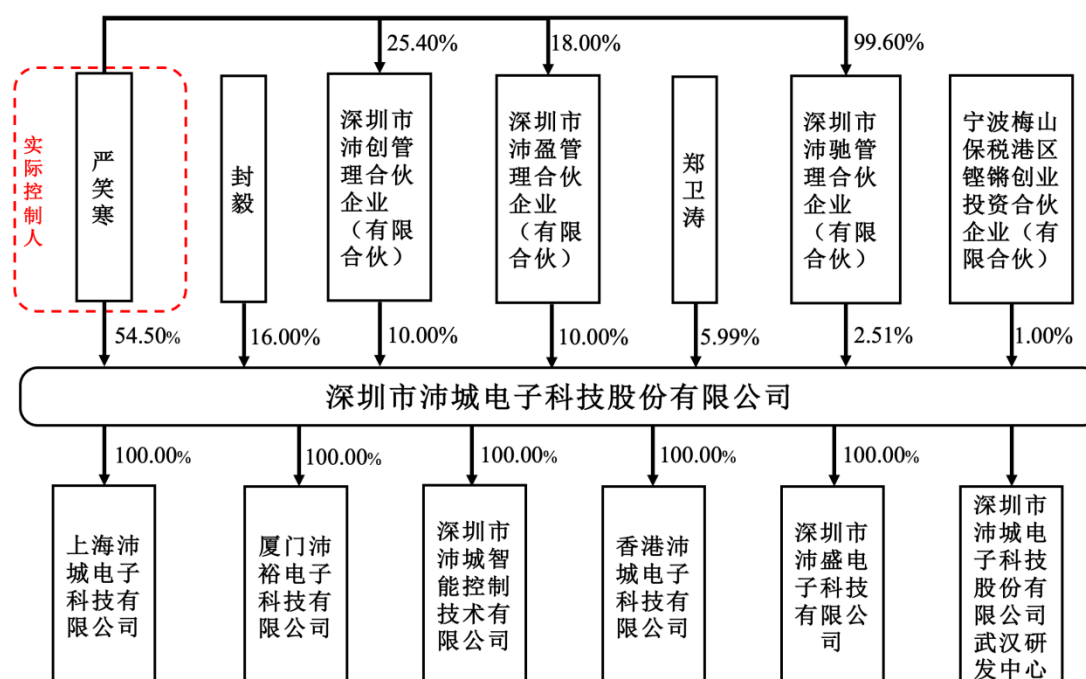 25.40%
18.00%
99.60%
实际控制人
严笑寒
封毅
深圳市
沛创管
理合伙
企业
（有限
合伙）
深圳市
沛盈管
理合伙
企业
（有限
合伙）
郑卫涛
深圳市
沛驰管
理合伙
企业
（有限
合伙）
宁波梅山
保税港区
铿锵创业
投资合伙
企业（有
限合伙）
54.50%
16.00%
10.00%
10.00%
5.99%
2.51%
1.00%
深圳市沛城电子科技股份有限公司
100.00%
100.00%
100.00%
100.00%
100.00%
上海沛
城电子
科技有
限公司
厦门沛
裕电子
科技有
限公司
深圳市
沛城智
能控制
技术有
限公司
香港沛
城电子
科技有
限公司
深圳市
沛盛电
子科技
有限公
司
深圳市
沛城电
子科技
股份有
限公司
武汉研
发中心